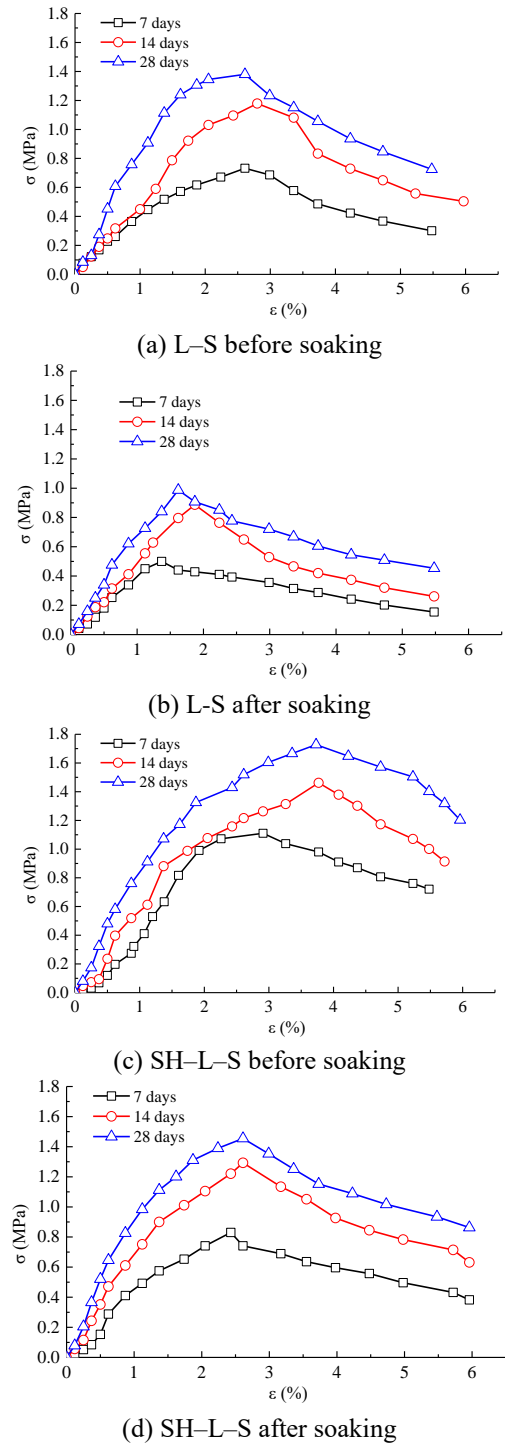 1.8
1.6
1.4
1.2
1.0
0.8
0.6
0.4
0.2
0.0
σ (MPa)
7 days
14 days
28 days
0 1 2 3 4 5 6
ε (%)
(a) L–S before soaking
1.8
1.6
1.4
1.2
1.0
0.8
0.6
0.4
0.2
0.0
σ (MPa)
7 days
14 days
28 days
0 1 2 3 4 5 6
ε (%)
(b) L-S after soaking
1.8
1.6
1.4
1.2
1.0
0.8
0.6
0.4
0.2
0.0
σ (MPa)
7 days
14 days
28 days
0 1 2 3 4 5 6
ε (%)
(c) SH–L–S before soaking
1.8
1.6
1.4
1.2
1.0
0.8
0.6
0.4
0.2
0.0
σ (MPa)
7 days
14 days
28 days
0 1 2 3 4 5 6
ε (%)
(d) SH–L–S after soaking